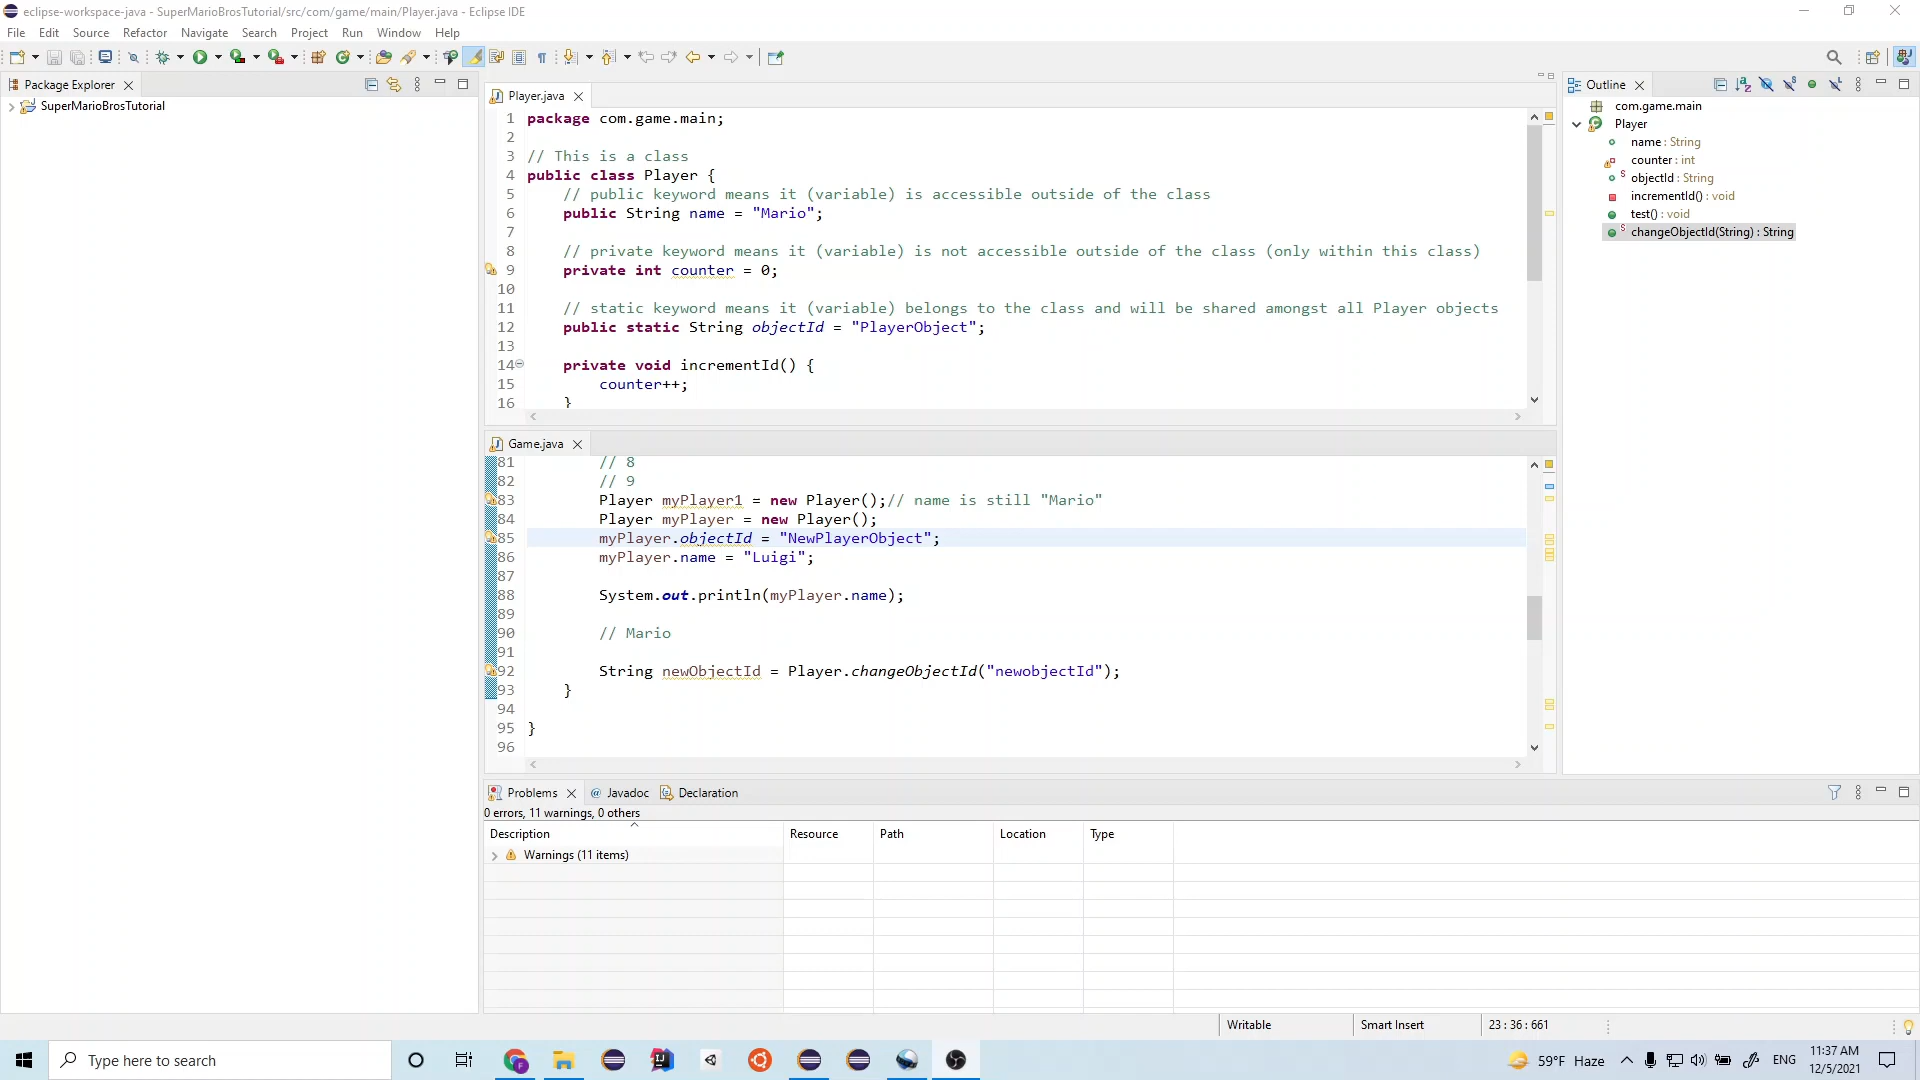 eclipse-workspace-java - SuperMarioBrosTutorial/src/com/game/main/Player.java - Eclipse IDE
File Edit Source Refactor Navigate Search Project Run Window Help
Package Explorer
SuperMarioBrosTutorial
Player.java
1 package com.game.main;
2
3 // This is a class
4 public class Player {
5 // public keyword means it (variable) is accessible outside of the class
6 public String name = "Mario";
7
8 // private keyword means it (variable) is not accessible outside of the class (only within this class)
9 private int counter = 0;
10
11 // static keyword means it (variable) belongs to the class and will be shared amongst all Player objects
12 public static String objectId = "PlayerObject";
13
14 private void incrementId() {
15 counter++;
16 }
Game.java
81 // 8
82 // 9
83 Player myPlayer1 = new Player();// name is still "Mario"
84 Player myPlayer = new Player();
85 myPlayer.objectId = "NewPlayerObject";
86 myPlayer.name = "Luigi";
87
88 System.out.println(myPlayer.name);
89
90 // Mario
91
92 String newObjectId = Player.changeObjectId("newobjectId");
93 }
94
95 }
96
Outline
com.game.main
Player
name : String
counter : int
objectId : String
incrementId() : void
test() : void
changeObjectId(String) : String
Problems @ Javadoc Declaration
0 errors, 11 warnings, 0 others
Description Resource Path Location Type
Warnings (11 items)
Writable Smart Insert 23 : 36 : 661
Type here to search
59°F Haze ENG
11:37 AM
12/5/2021